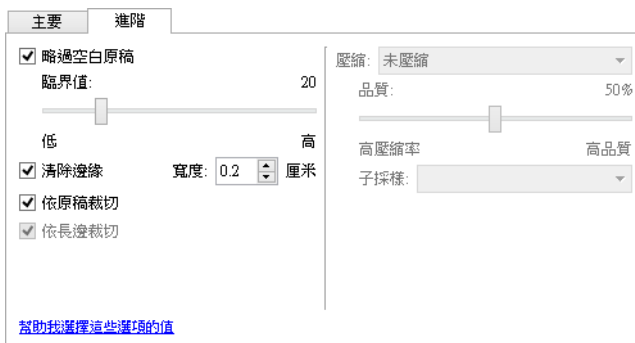 主要 進階
略過空白原稿
臨界值: 20
低 高
清除邊緣 寬度: 0.2 厘米
依原稿裁切
依長邊裁切
幫助我選擇這些選項的值
壓縮: 未壓縮
品質: 50%
高壓縮率 高品質
子採樣: